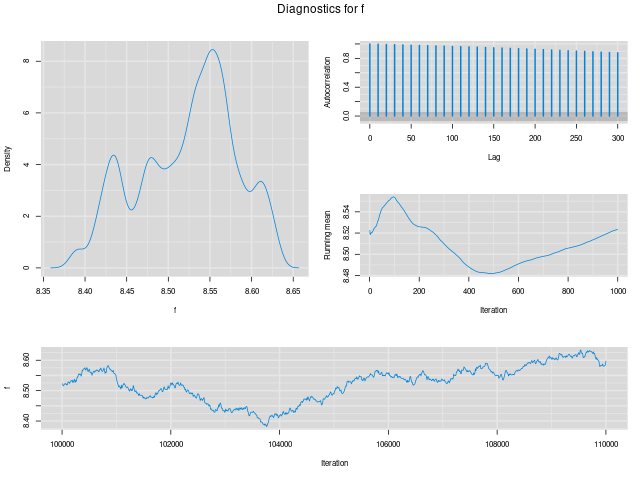 Diagnostics for f
Density
8
6
4
2
0
8.35 8.40 8.45 8.50 8.55 8.60 8.65
f
Autocorrelation
0.8
0.4
0.0
0 50 100 150 200 250 300
Lag
Running mean
8.54
8.52
8.50
8.48
0 200 400 600 800 1000
Iteration
f
8.60
8.50
8.40
100000 102000 104000 106000 108000 110000
Iteration